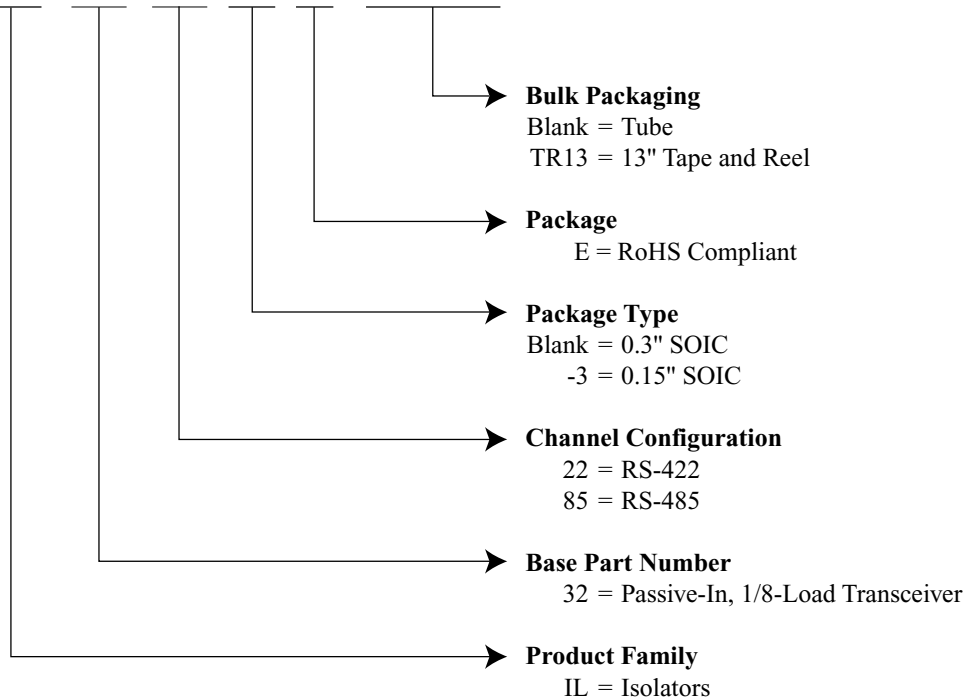 Bulk Packaging
Blank = Tube
TR13 = 13" Tape and Reel
Package
E = RoHS Compliant
Package Type
Blank = 0.3" SOIC
-3 = 0.15" SOIC
Channel Configuration
22 = RS-422
85 = RS-485
Base Part Number
32 = Passive-In, 1/8-Load Transceiver
Product Family
IL = Isolators